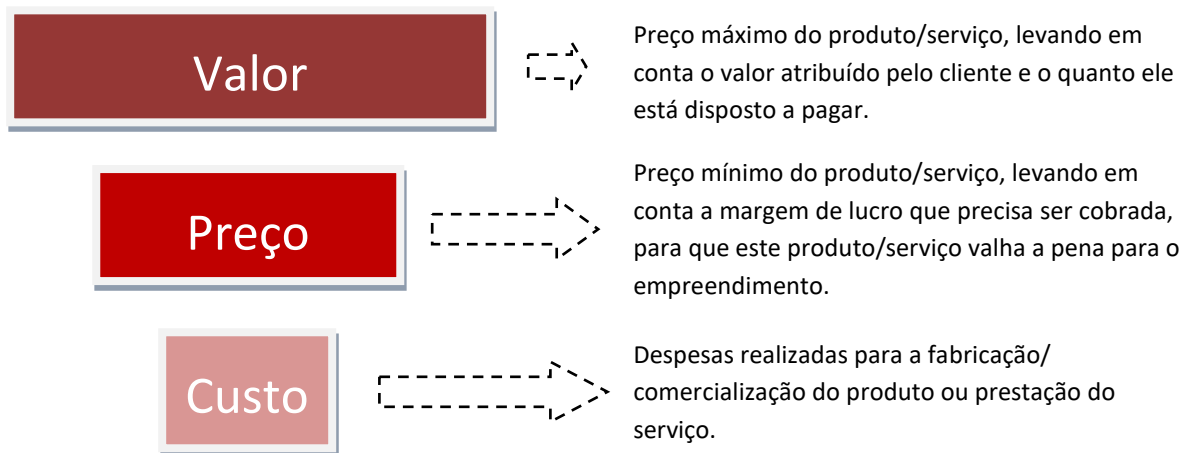 Valor
Preço máximo do produto/serviço, levando em
conta o valor atribuído pelo cliente e o quanto ele
está disposto a pagar.
Preço
Preço mínimo do produto/serviço, levando em
conta a margem de lucro que precisa ser cobrada,
para que este produto/serviço valha a pena para o
empreendimento.
Custo
Despesas realizadas para a fabricação/
comercialização do produto ou prestação do
serviço.